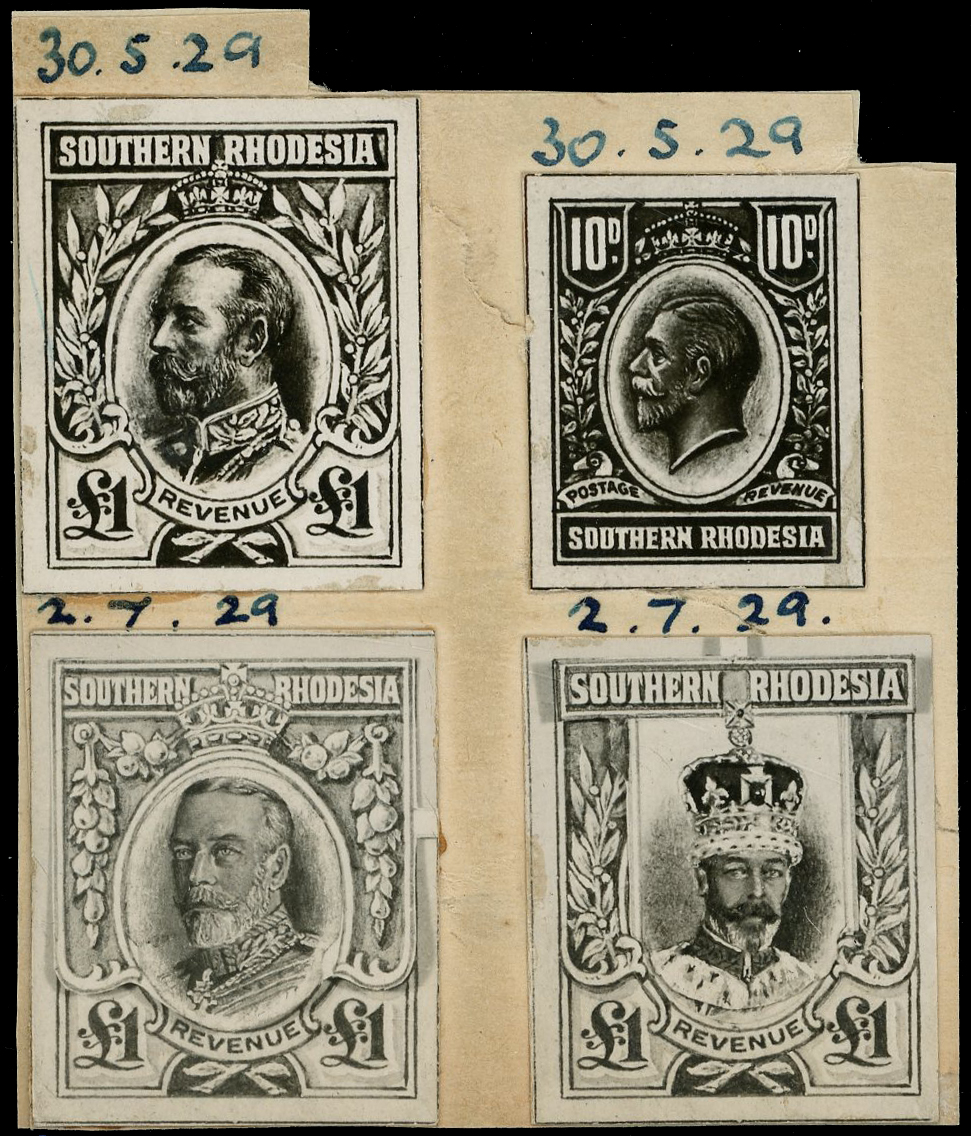 30.5.29
SOUTHERN RHODESIA
£1 £1
REVENUE
30.5.29
10D. 10D.
POSTAGE REVENUE
SOUTHERN RHODESIA
2.7.29
SOUTHERN RHODESIA
£1 £1
REVENUE
2.7.29.
SOUTHERN RHODESIA
£1 £1
REVENUE